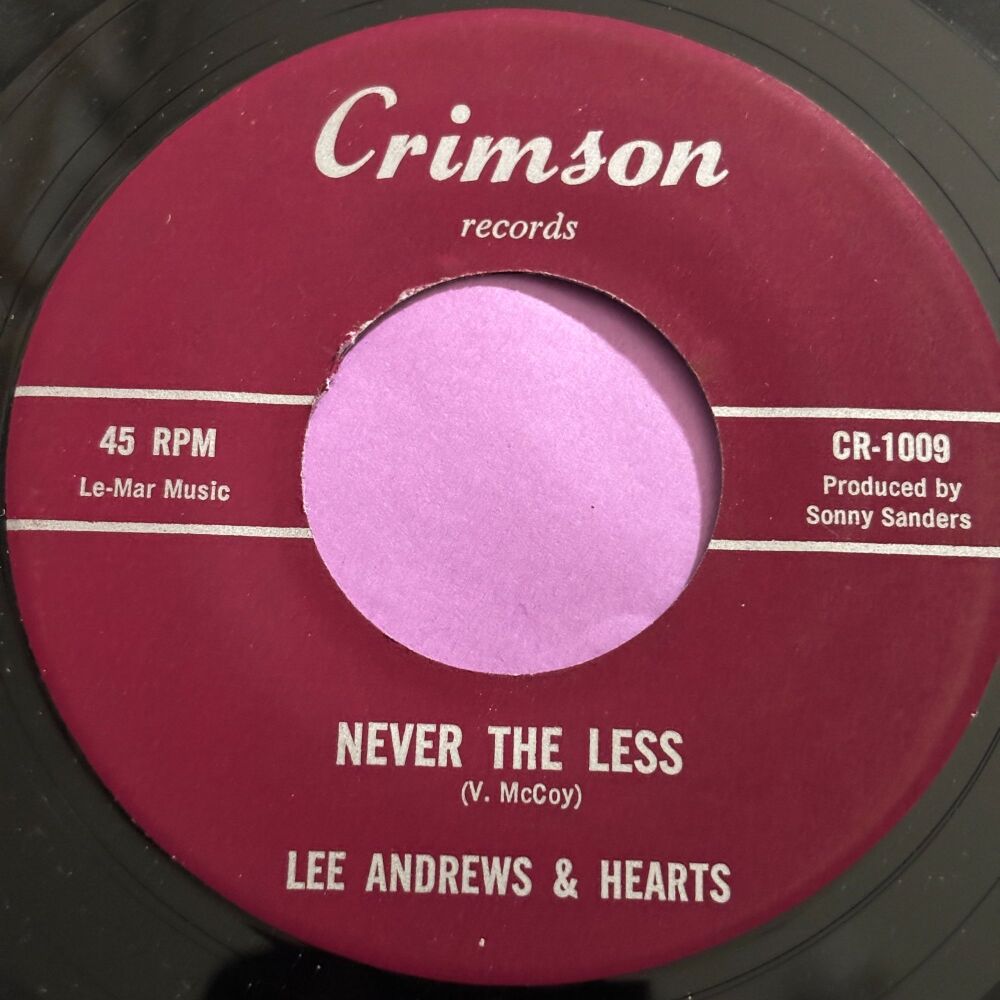 Crimson
records
45 RPM
Le-Mar Music
CR-1009
Produced by
Sonny Sanders
NEVER THE LESS
(V. McCoy)
LEE ANDREWS & HEARTS